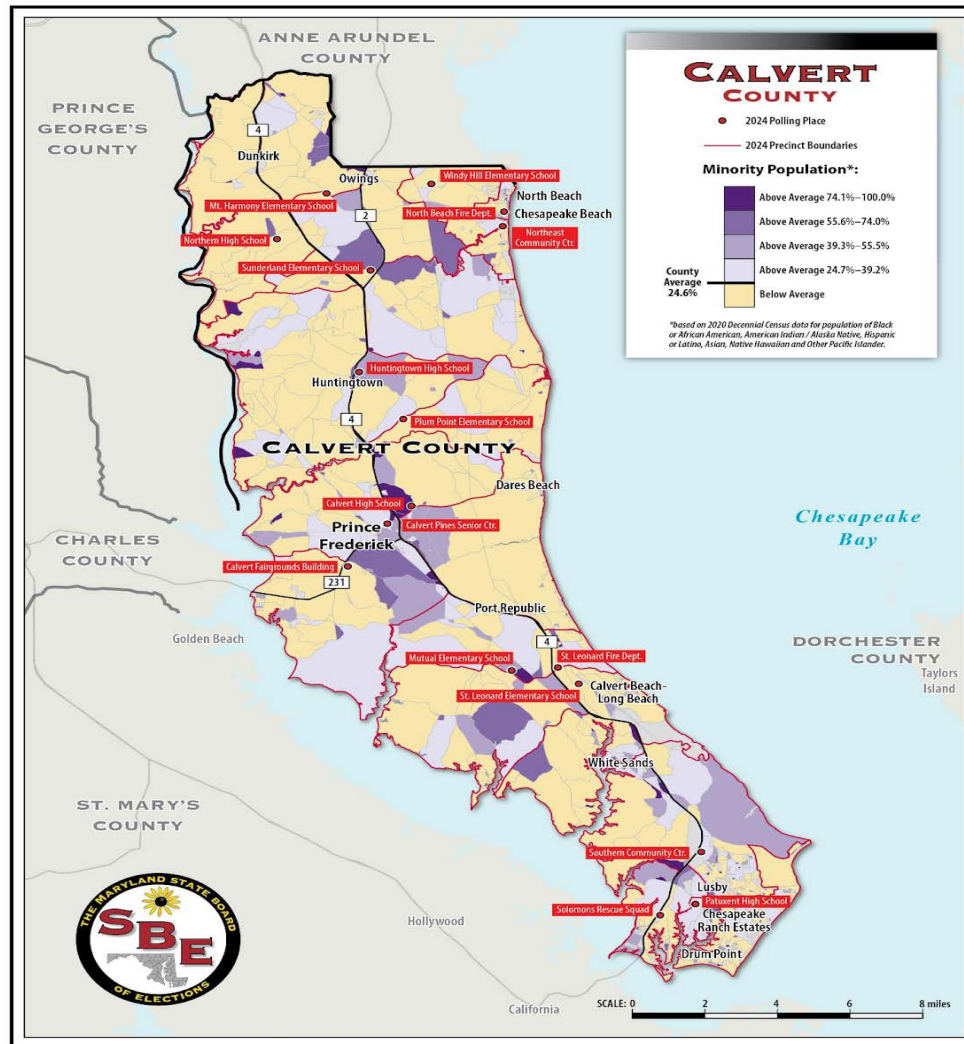 ANNE ARUNDEL
COUNTY
PRINCE
GEORGE'S
COUNTY
CALVERT
COUNTY
2024 Polling Place
2024 Precinct Boundaries
Minority Population*:
Above Average 74.1%–100.0%
Above Average 55.6%–74.0%
Above Average 39.3%–55.5%
Above Average 24.7%–39.2%
County
Average
24.6%
Below Average
*based on 2020 Decennial Census data for population of Black
or African American, American Indian / Alaska Native, Hispanic
or Latino, Asian, Native Hawaiian and Other Pacific Islander.
4
Dunkirk
Owings
Windy Hill Elementary School
Mt. Harmony Elementary School
North Beach
2
North Beach Fire Dept.
Chesapeake Beach
Northern High School
Northeast
Community Ctr.
Sunderland Elementary School
Huntingtown High School
Huntingtown
4
Plum Point Elementary School
CALVERT COUNTY
Dares Beach
Calvert High School
Prince
Frederick
Calvert Pines Senior Ctr.
Chesapeake
Bay
CHARLES
COUNTY
Calvert Fairgrounds Building
231
Port Republic
Golden Beach
4
DORCHESTER
COUNTY
Taylors
Island
Mutual Elementary School
St. Leonard Fire Dept.
St. Leonard Elementary School
Calvert Beach-
Long Beach
White Sands
ST. MARY'S
COUNTY
Southern Community Ctr.
Lusby
Patuxent High School
Solomons Rescue Squad
Chesapeake
Ranch Estates
Drum Point
Hollywood
California
THE MARYLAND STATE BOARD
SBE
OF ELECTIONS
SCALE: 0 2 4 6 8 miles